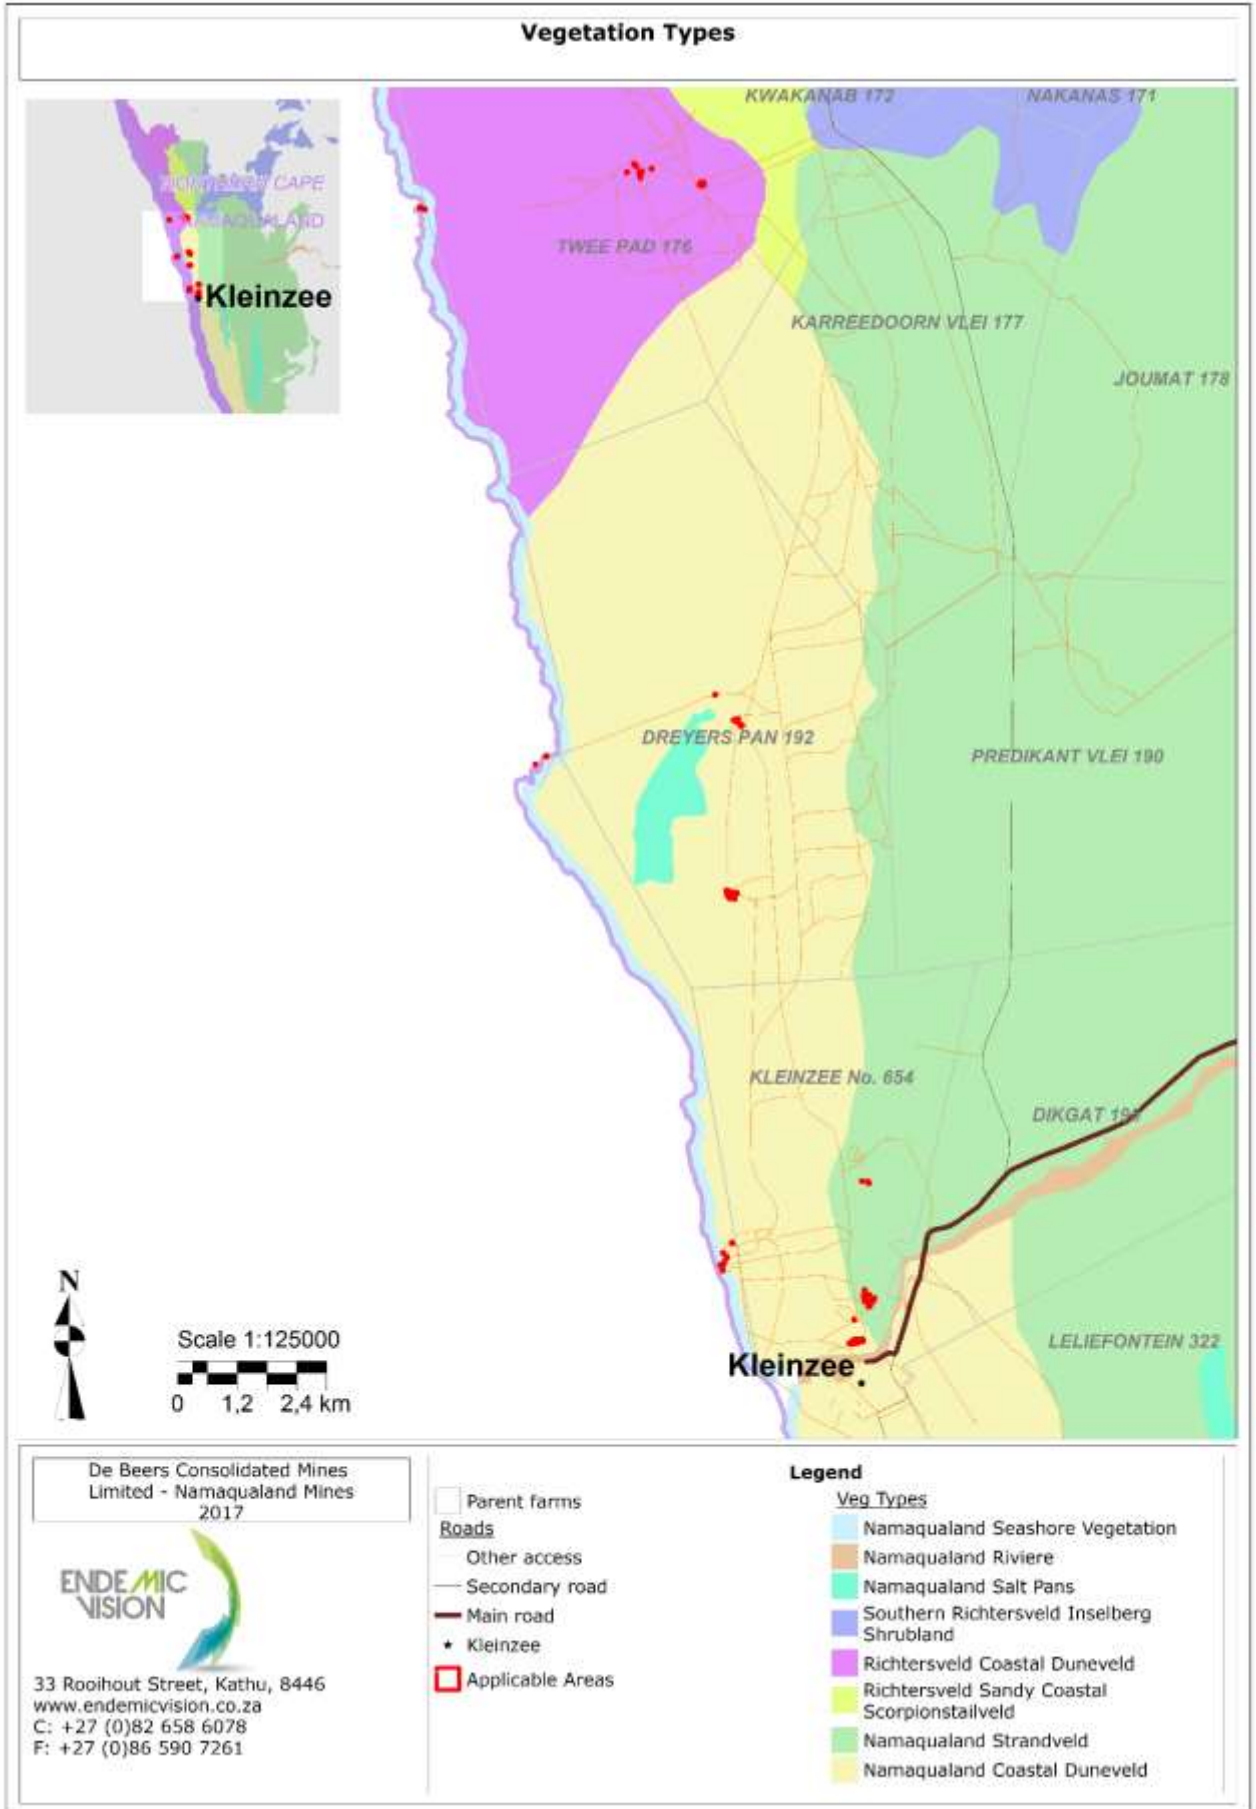 Vegetation Types
NORTHERN CAPE
NAMAQUALAND
Kleinzee
KWAKANAB 172
NAKANAS 171
TWEE PAD 176
KARREEDOORN VLEI 177
JOUMAT 178
DREYERS PAN 192
PREDIKANT VLEI 190
KLEINZEE No. 654
DIKGAT
LELIEFONTEIN 322
Kleinzee
N
Scale 1:125000
0 1,2 2,4 km
De Beers Consolidated Mines
Limited - Namaqualand Mines
2017
ENDEMIC
VISION
33 Rooihout Street, Kathu, 8446
www.endemicvision.co.za
C: +27 (0)82 658 6078
F: +27 (0)86 590 7261
Legend
Parent farms
Roads
Other access
Secondary road
Main road
Kleinzee
Applicable Areas
Veg Types
Namaqualand Seashore Vegetation
Namaqualand Riviere
Namaqualand Salt Pans
Southern Richtersveld Inselberg
Shrubland
Richtersveld Coastal Duneveld
Richtersveld Sandy Coastal
Scorpionstailveld
Namaqualand Strandveld
Namaqualand Coastal Duneveld